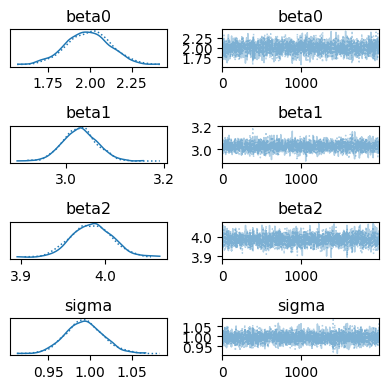 beta0 beta0
2.25
2.00
1.75
1.75 2.00 2.25 0 1000
beta1 beta1
3.2
3.0
3.0 3.2 0 1000
beta2 beta2
4.0
3.9
3.9 4.0 0 1000
sigma sigma
1.05
1.00
0.95
0.95 1.00 1.05 0 1000